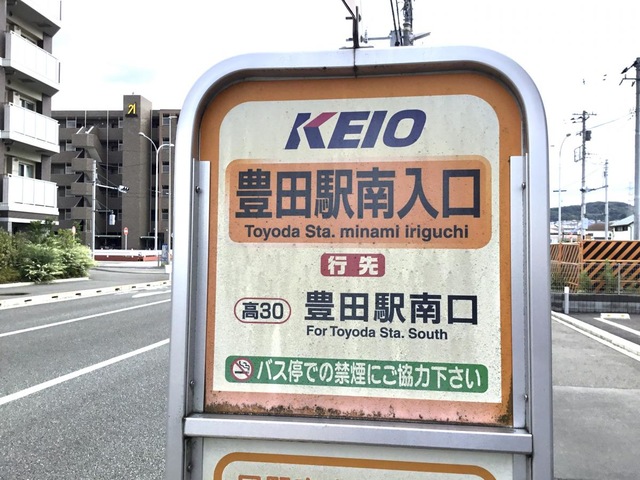 KEIO
豊田駅南入口
Toyoda Sta. minami iriguchi
行先
高30 豊田駅南口
For Toyoda Sta. South
バス停での禁煙にご協力下さい